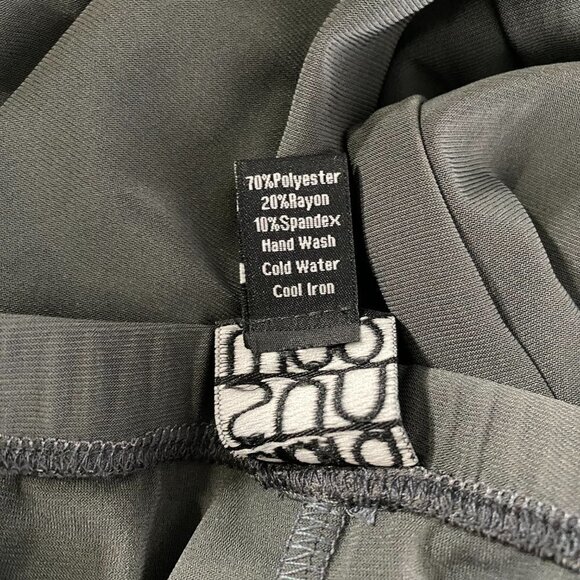 70%Polyester
20%Rayon
10%Spandex
Hand Wash
Cold Water
Cool Iron